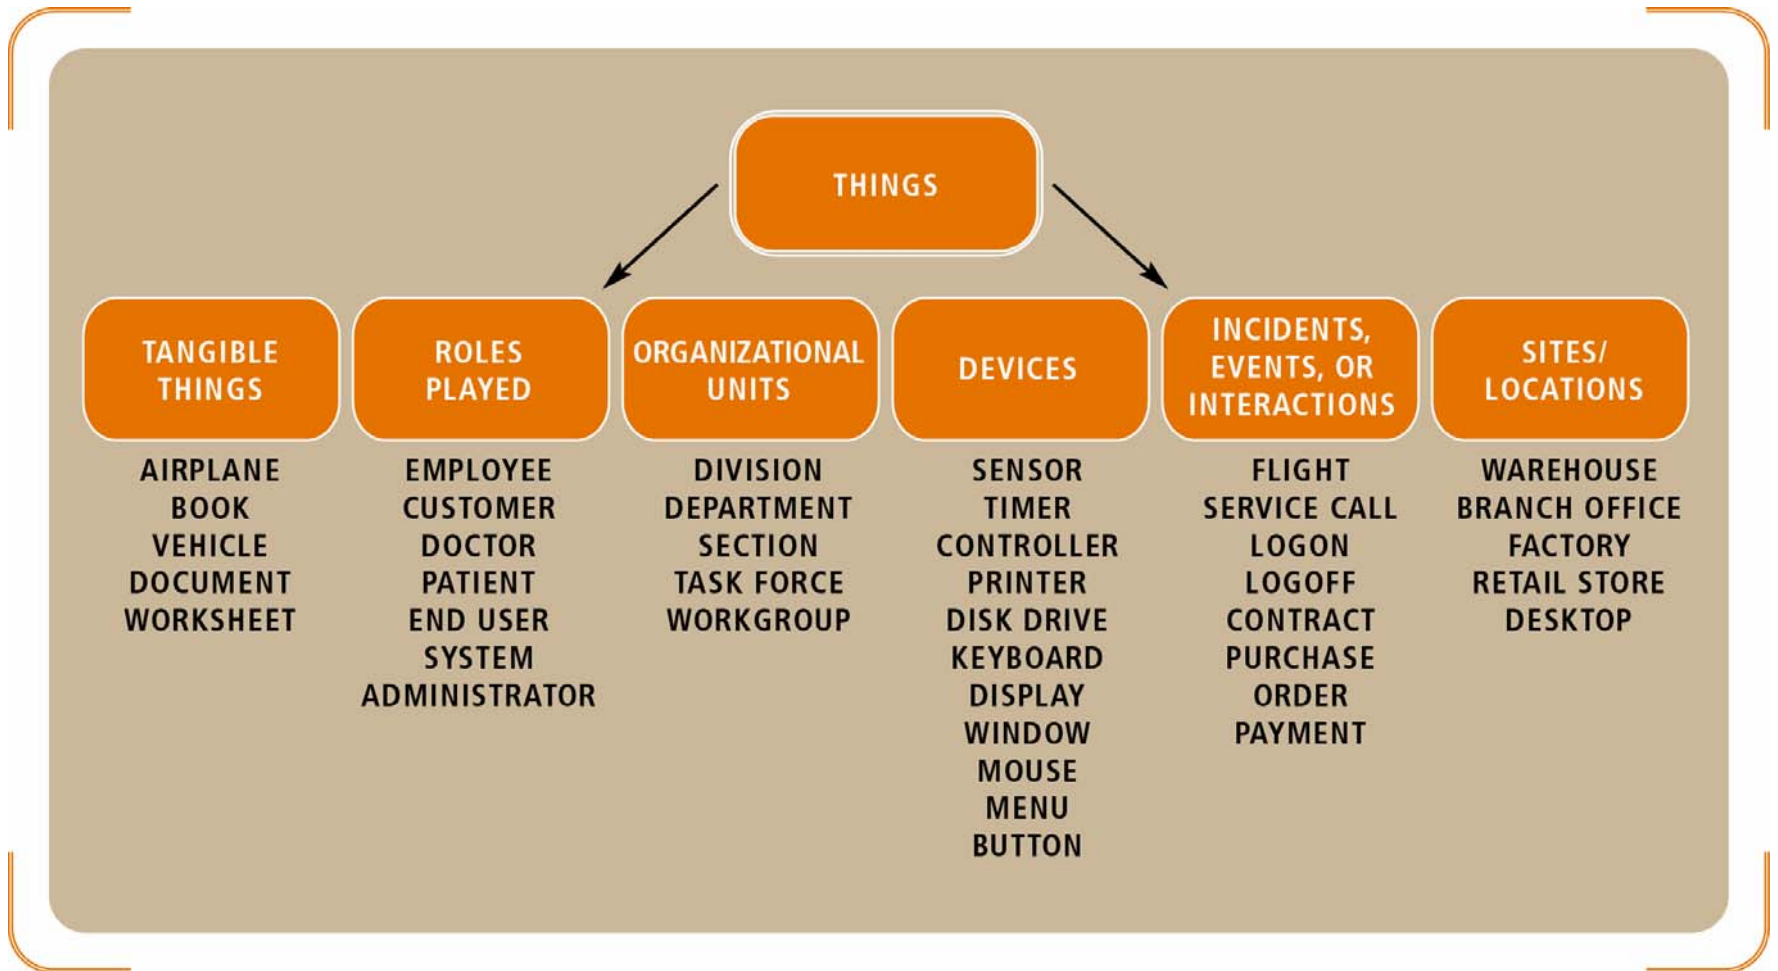 THINGS
TANGIBLE
THINGS
AIRPLANE
BOOK
VEHICLE
DOCUMENT
WORKSHEET
ROLES
PLAYED
EMPLOYEE
CUSTOMER
DOCTOR
PATIENT
END USER
SYSTEM
ADMINISTRATOR
ORGANIZATIONAL
UNITS
DIVISION
DEPARTMENT
SECTION
TASK FORCE
WORKGROUP
DEVICES
SENSOR
TIMER
CONTROLLER
PRINTER
DISK DRIVE
KEYBOARD
DISPLAY
WINDOW
MOUSE
MENU
BUTTON
INCIDENTS,
EVENTS, OR
INTERACTIONS
FLIGHT
SERVICE CALL
LOGON
LOGOFF
CONTRACT
PURCHASE
ORDER
PAYMENT
SITES/
LOCATIONS
WAREHOUSE
BRANCH OFFICE
FACTORY
RETAIL STORE
DESKTOP